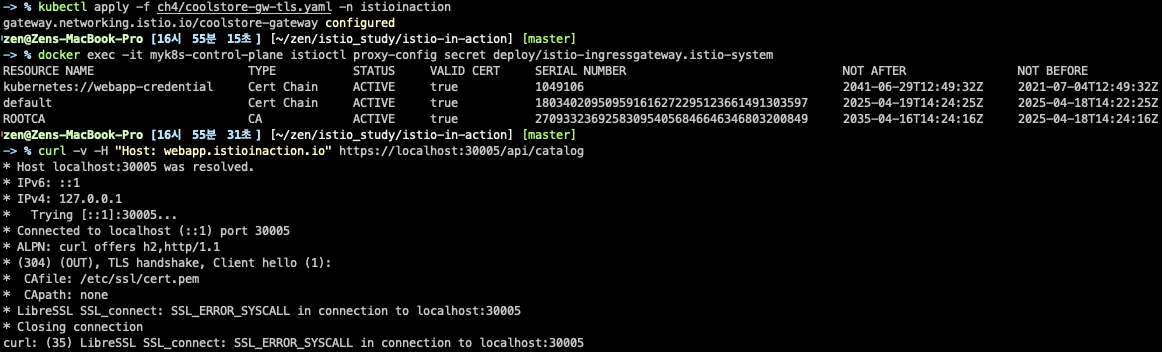 -> % kubectl apply -f ch4/coolstore-gw-tls.yaml -n istioinaction
gateway.networking.istio.io/coolstore-gateway configured
zen@Zens-MacBook-Pro [16시 55분 15초] [~/zen/istio_study/istio-in-action] [master]
-> % docker exec -it myk8s-control-plane istioctl proxy-config secret deploy/istio-ingressgateway.istio-system
RESOURCE NAME TYPE STATUS VALID CERT SERIAL NUMBER NOT AFTER NOT BEFORE
kubernetes://webapp-credential Cert Chain ACTIVE true 1049106 2041-06-29T12:49:32Z 2021-07-04T12:49:32Z
default Cert Chain ACTIVE true 180340209509591616272295123661491303597 2025-04-19T14:24:25Z 2025-04-18T14:22:25Z
ROOTCA CA ACTIVE true 270933236925830954056846646346803200849 2035-04-16T14:24:16Z 2025-04-18T14:24:16Z
zen@Zens-MacBook-Pro [16시 55분 31초] [~/zen/istio_study/istio-in-action] [master]
-> % curl -v -H "Host: webapp.istioinaction.io" https://localhost:30005/api/catalog
* Host localhost:30005 was resolved.
* IPv6: ::1
* IPv4: 127.0.0.1
*   Trying [::1]:30005...
* Connected to localhost (::1) port 30005
* ALPN: curl offers h2,http/1.1
* (304) (OUT), TLS handshake, Client hello (1):
*  CAfile: /etc/ssl/cert.pem
*  CApath: none
* LibreSSL SSL_connect: SSL_ERROR_SYSCALL in connection to localhost:30005
* Closing connection
curl: (35) LibreSSL SSL_connect: SSL_ERROR_SYSCALL in connection to localhost:30005